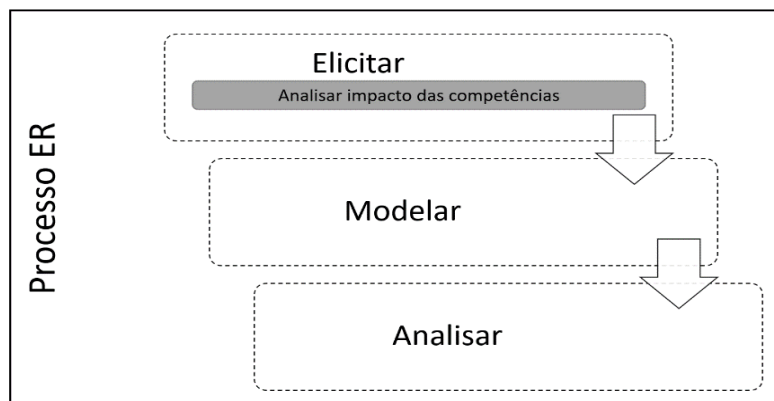 Processo ER
Elicitar
Analisar impacto das competências
Modelar
Analisar